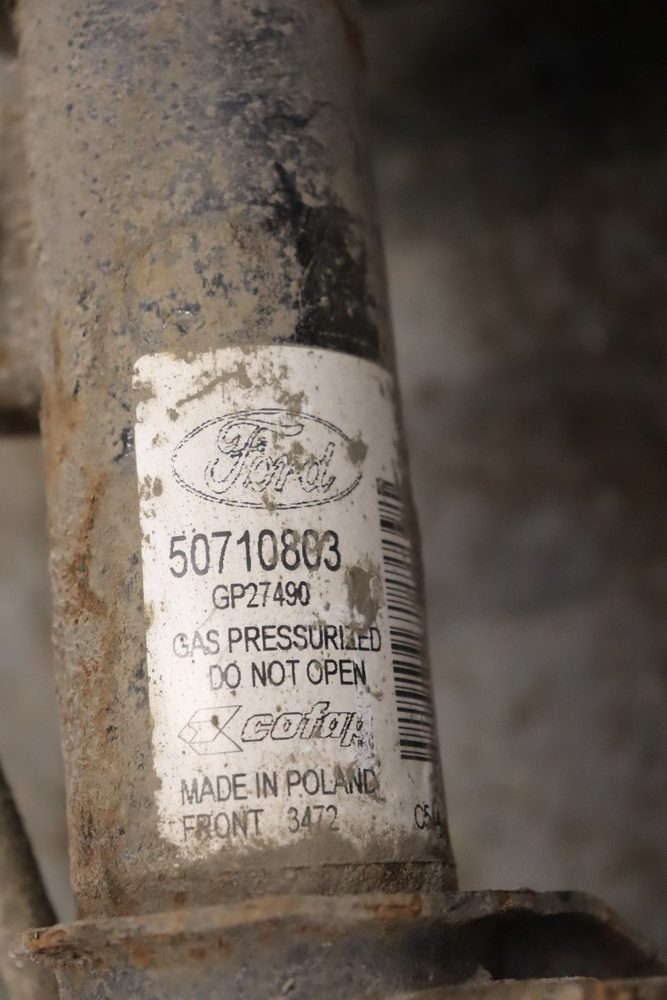 Ford
50710803
GP27490
GAS PRESSURIZED
DO NOT OPEN
cofap
MADE IN POLAND
FRONT 3472